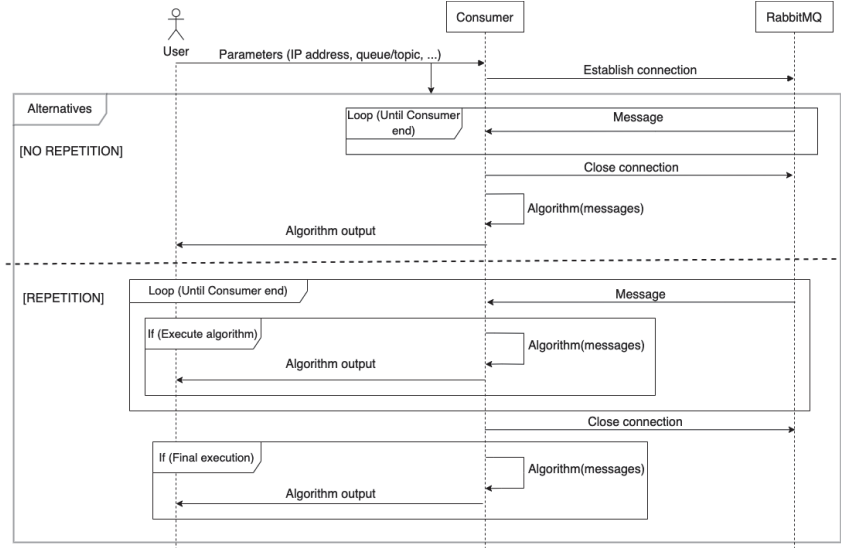 Consumer
RabbitMQ
User
Parameters (IP address, queue/topic, ...)
Establish connection
Alternatives
Loop (Until Consumer
end)
Message
[NO REPETITION]
Close connection
Algorithm(messages)
Algorithm output
[REPETITION]
Loop (Until Consumer end)
Message
If (Execute algorithm)
Algorithm(messages)
Algorithm output
Close connection
If (Final execution)
Algorithm(messages)
Algorithm output